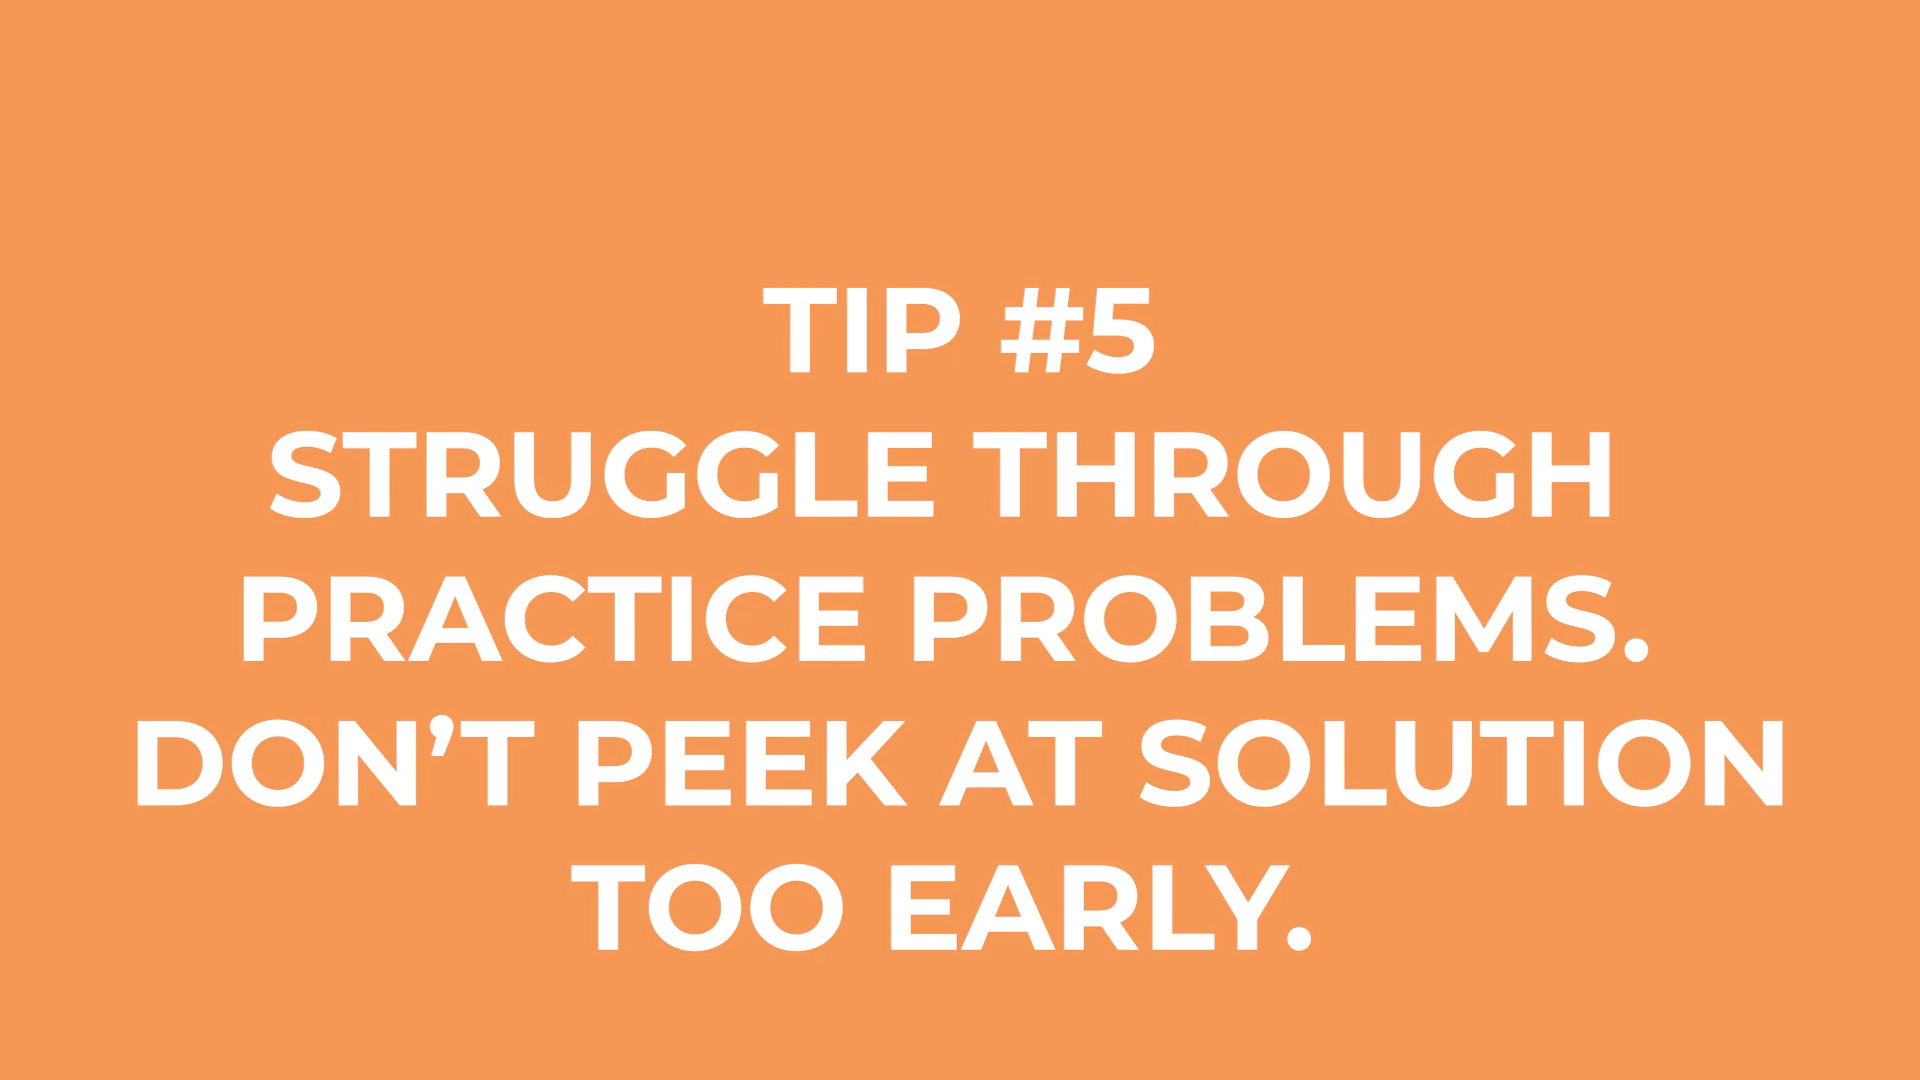 TIP #5
STRUGGLE THROUGH
PRACTICE PROBLEMS.
DON’T PEEK AT SOLUTION
TOO EARLY.